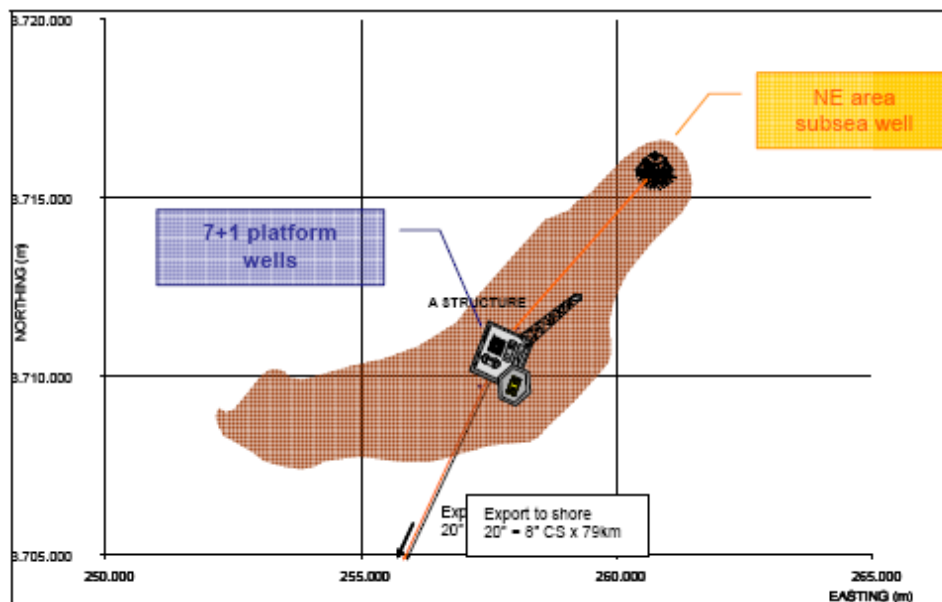 3.720.000
NE area
subsea well
3.715.000
7+1 platform
wells
NORTHING (m)
A STRUCTURE
3.710.000
Exp
20"
Export to shore
20" = 8" CS x 79km
3.705.000
250.000
255.000
260.000
265.000
EASTING (m)